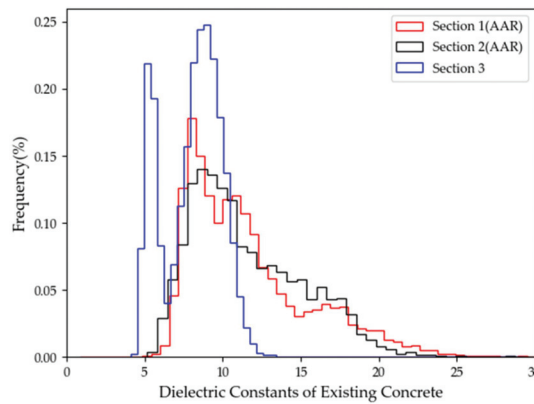 0.25%
Section 1(AAR)
Section 2(AAR)
Section 3
0.20
0.15
0.10
0.05
0.00
Frequency(%)
0
5
10
15
20
25
Dielectric Constants of Existing Concrete